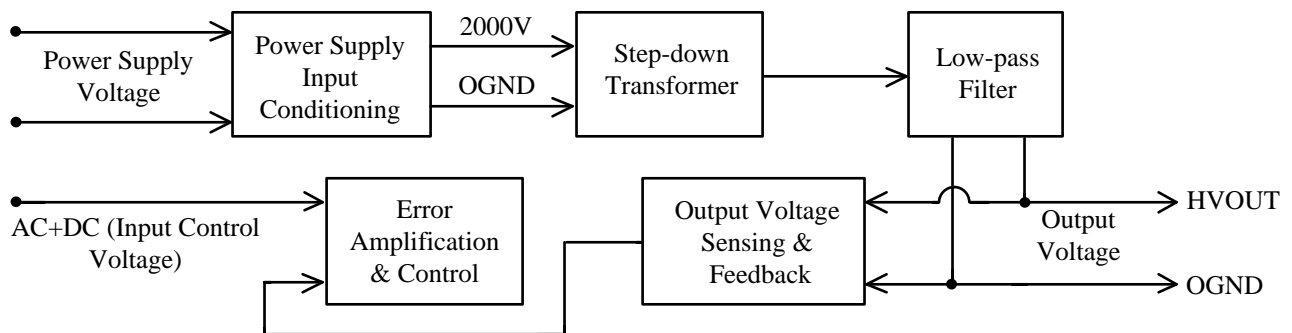 Power Supply
Voltage
Power Supply
Input
Conditioning
2000V
OGND
Step-down
Transformer
Low-pass
Filter
AC+DC (Input Control
Voltage)
Error
Amplification
& Control
Output Voltage
Sensing &
Feedback
Output
Voltage
HVOUT
OGND